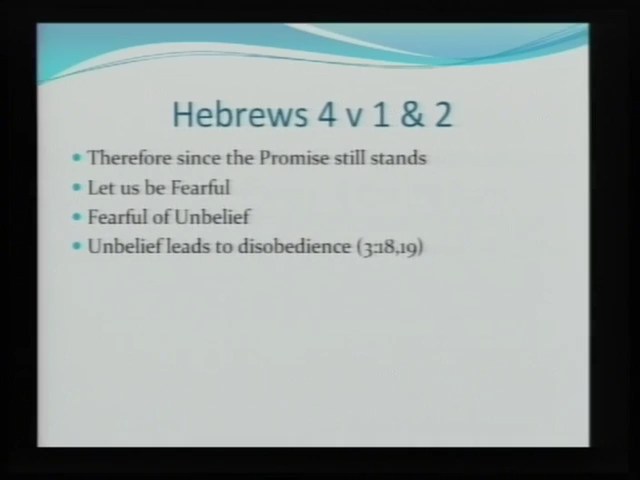 Hebrews 4 v 1 & 2
• Therefore since the Promise still stands
• Let us be Fearful
• Fearful of Unbelief
• Unbelief leads to disobedience (3:18,19)